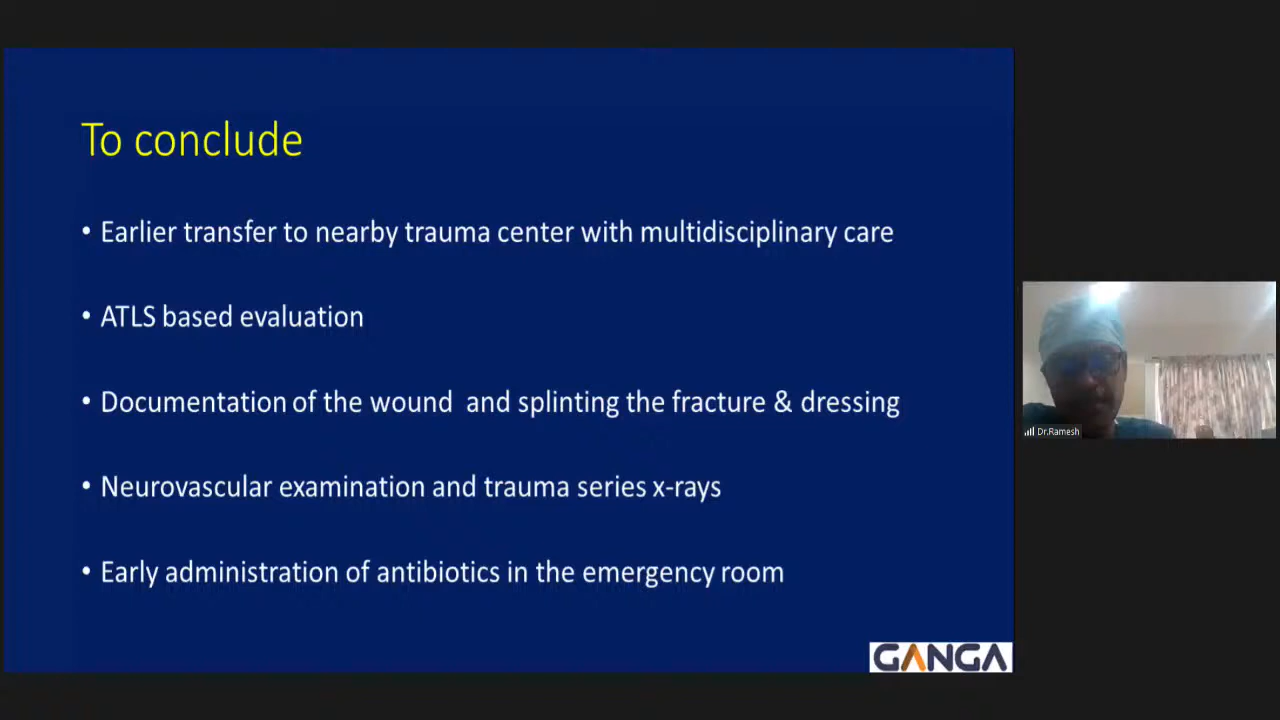 To conclude
• Earlier transfer to nearby trauma center with multidisciplinary care
• ATLS based evaluation
• Documentation of the wound and splinting the fracture & dressing
• Neurovascular examination and trauma series x-rays
• Early administration of antibiotics in the emergency room
GANGA
Dr.Ramesh